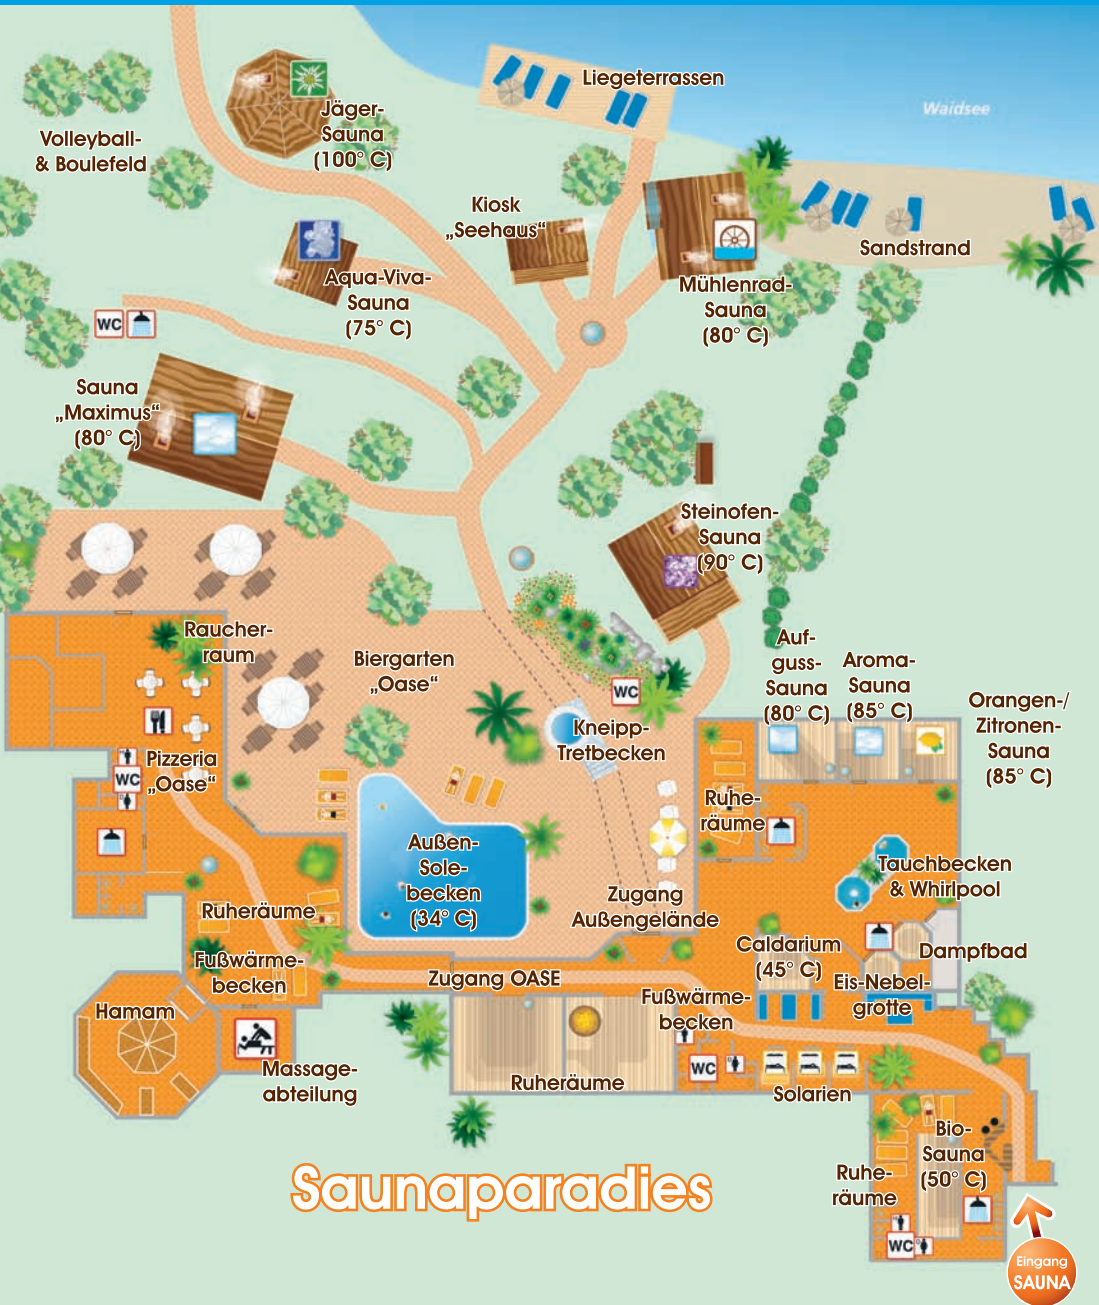 Liegeterrassen
Waidsee
Jäger-
Sauna
(100° C)
Volleyball-
& Boulefeld
Kiosk
„Seehaus“
Sandstrand
Aqua-Viva-
Sauna
(75° C)
Mühlenrad-
Sauna
(80° C)
WC
Sauna
„Maximus“
(80° C)
Steinofen-
Sauna
(90° C)
Raucher-
raum
Biergarten
„Oase“
WC
Auf-
guss-
Sauna
(80° C)
Aroma-
Sauna
(85° C)
Orangen-/
Zitronen-
Sauna
(85° C)
Kneipp-
Tretbecken
Pizzeria
„Oase“
WC
Ruhe-
räume
Außen-
Sole-
becken
(34° C)
Tauchbecken
& Whirlpool
Zugang
Außengelände
Ruheräume
Caldarium
(45° C)
Dampfbad
Fußwärme-
becken
Zugang OASE
Eis-Nebel-
grotte
Fußwärme-
becken
Hamam
Massage-
abteilung
Ruheräume
WC
Solarien
Bio-
Sauna
(50° C)
Ruhe-
räume
WC
Saunaparadies
Eingang
SAUNA